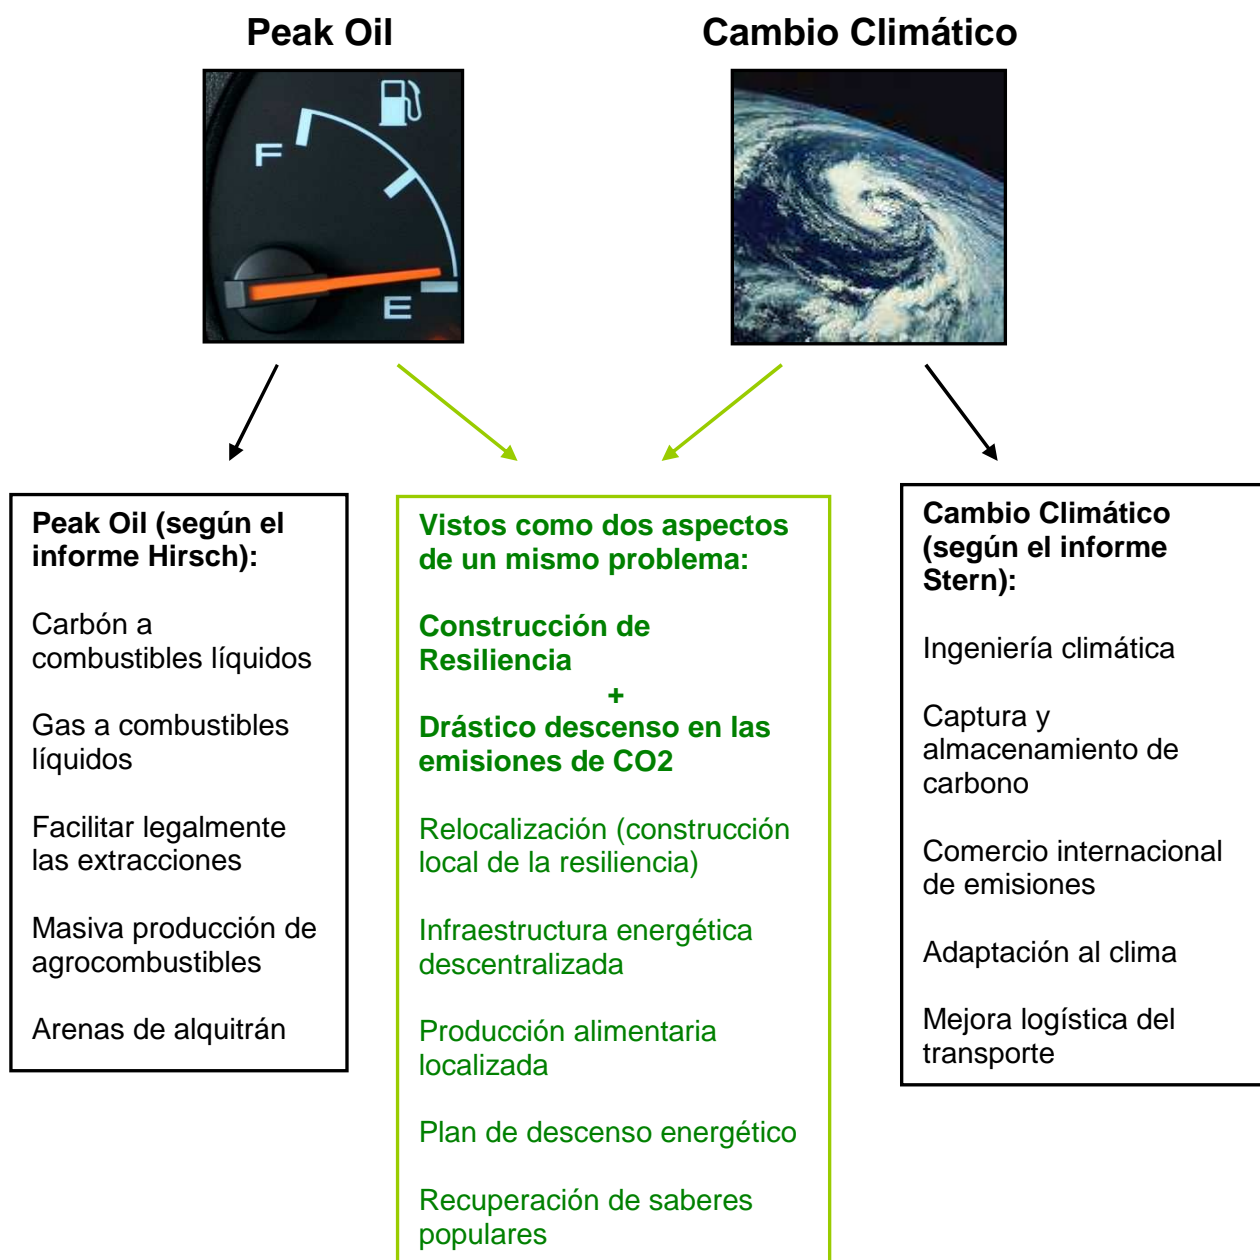 Peak Oil
Cambio Climático
F
E
Peak Oil (según el
informe Hirsch):
Carbón a
combustibles líquidos
Gas a combustibles
líquidos
Facilitar legalmente
las extracciones
Masiva producción de
agrocombustibles
Arenas de alquitrán
Vistos como dos aspectos
de un mismo problema:
Construcción de
Resiliencia
+
Drástico descenso en las
emisiones de CO2
Relocalización (construcción
local de la resiliencia)
Infraestructura energética
descentralizada
Producción alimentaria
localizada
Plan de descenso energético
Recuperación de saberes
populares
Cambio Climático
(según el informe
Stern):
Ingeniería climática
Captura y
almacenamiento de
carbono
Comercio internacional
de emisiones
Adaptación al clima
Mejora logística del
transporte